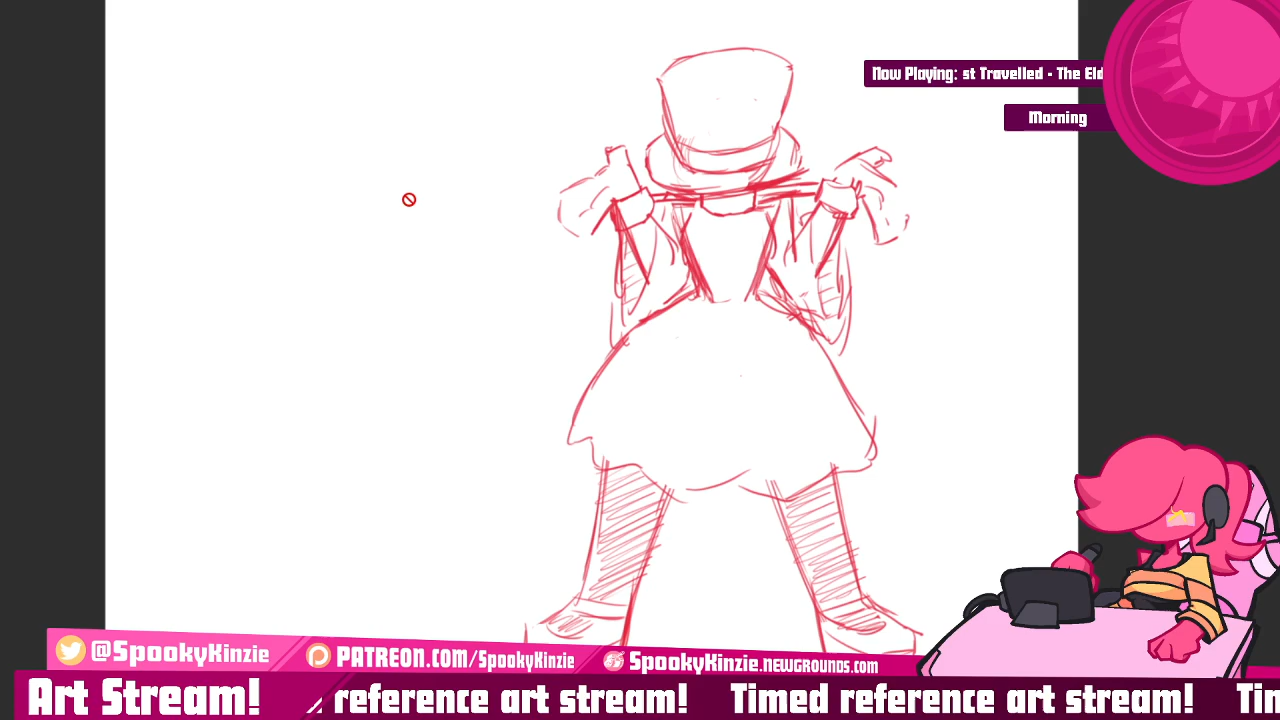 Now Playing: st Travelled - The Eld
Morning
@SpookyKinzie
PATREON.COM/SpookyKinzie
SpookyKinzie.NEWGROUNDS.com
Art Stream!
reference art stream! Timed reference art stream! Tim